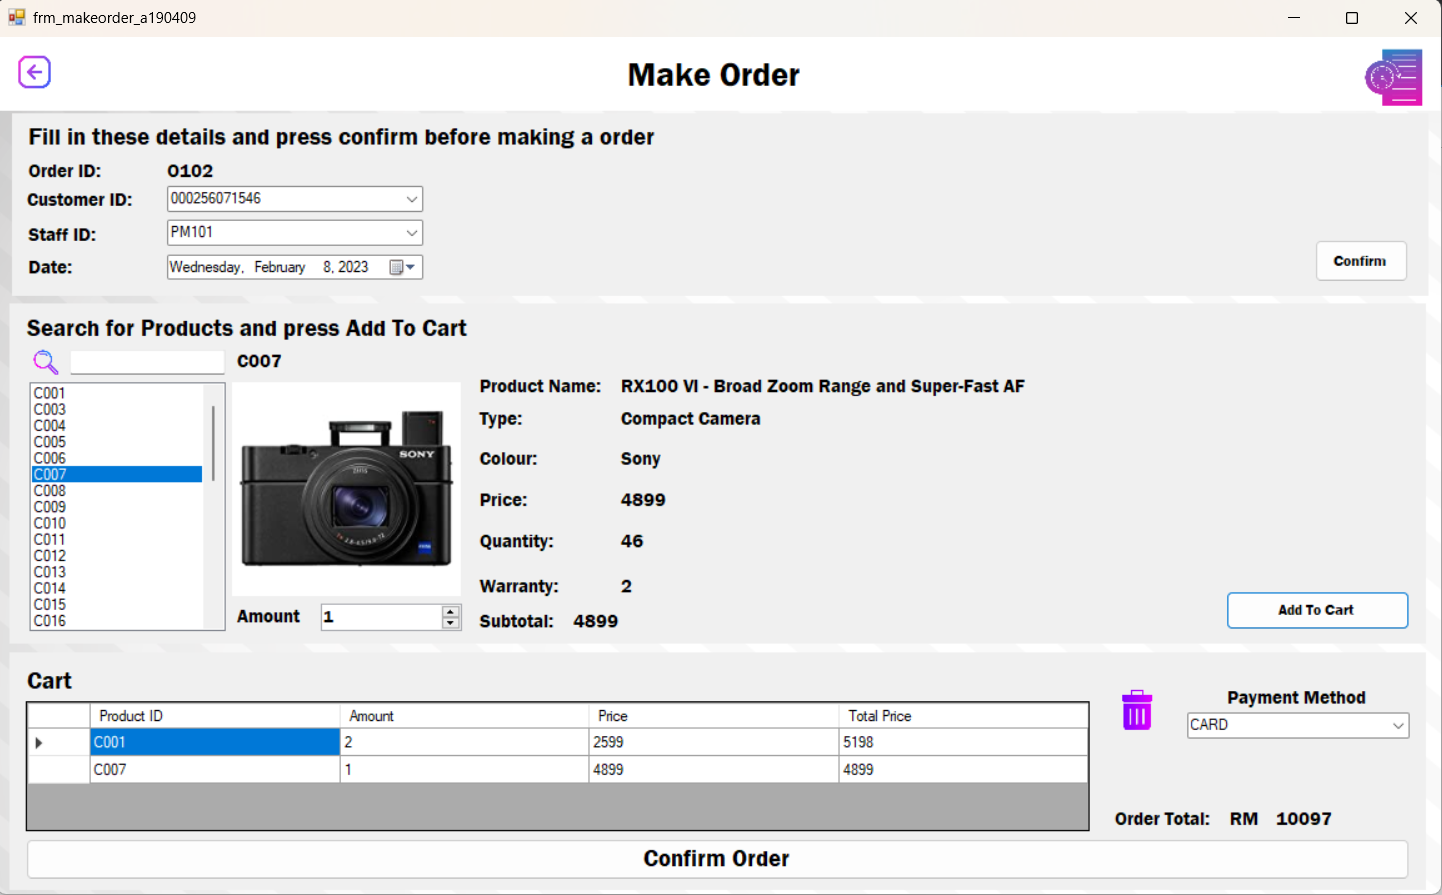 frm_makeorder_a190409
Make Order
Fill in these details and press confirm before making a order
Order ID: O102
Customer ID: 000256071546
Staff ID: PM101
Date: Wednesday, February 8, 2023
Confirm
Search for Products and press Add To Cart
C007
C001
C003
C004
C005
C006
C007
C008
C009
C010
C011
C012
C013
C014
C015
C016
SONY
Amount 1
Product Name: RX100 VI - Broad Zoom Range and Super-Fast AF
Type: Compact Camera
Colour: Sony
Price: 4899
Quantity: 46
Warranty: 2
Subtotal: 4899
Add To Cart
Cart
Product ID Amount Price Total Price
C001 2 2599 5198
C007 1 4899 4899
Payment Method
CARD
Order Total: RM 10097
Confirm Order